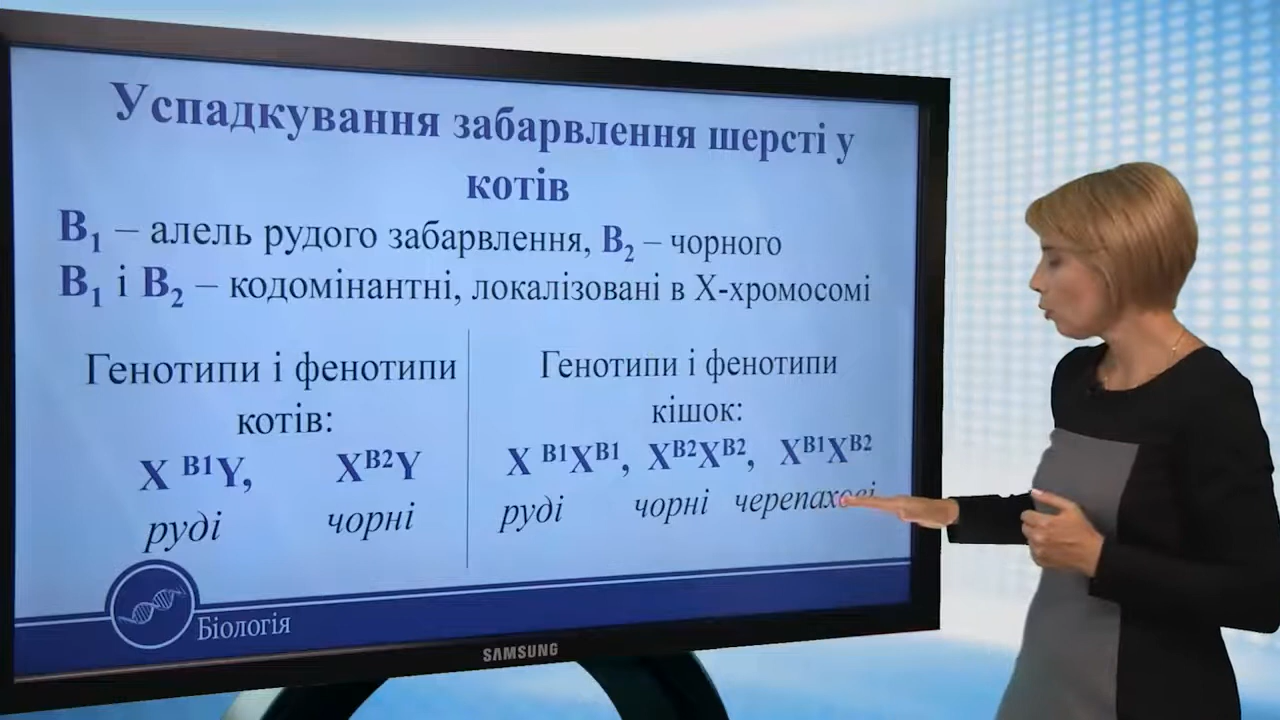 Успадкування забарвлення шерсті у
котів
B₁ – алель рудого забарвлення, B₂ – чорного
B₁ і B₂ – кодомінантні, локалізовані в Х-хромосомі
Генотипи і фенотипи
котів:
X ᴮ¹Y, Xᴮ²Y
руді чорні
Генотипи і фенотипи
кішок:
X ᴮ¹Xᴮ¹, Xᴮ²Xᴮ², Xᴮ¹Xᴮ²
руді чорні черепахові
Біологія
SAMSUNG